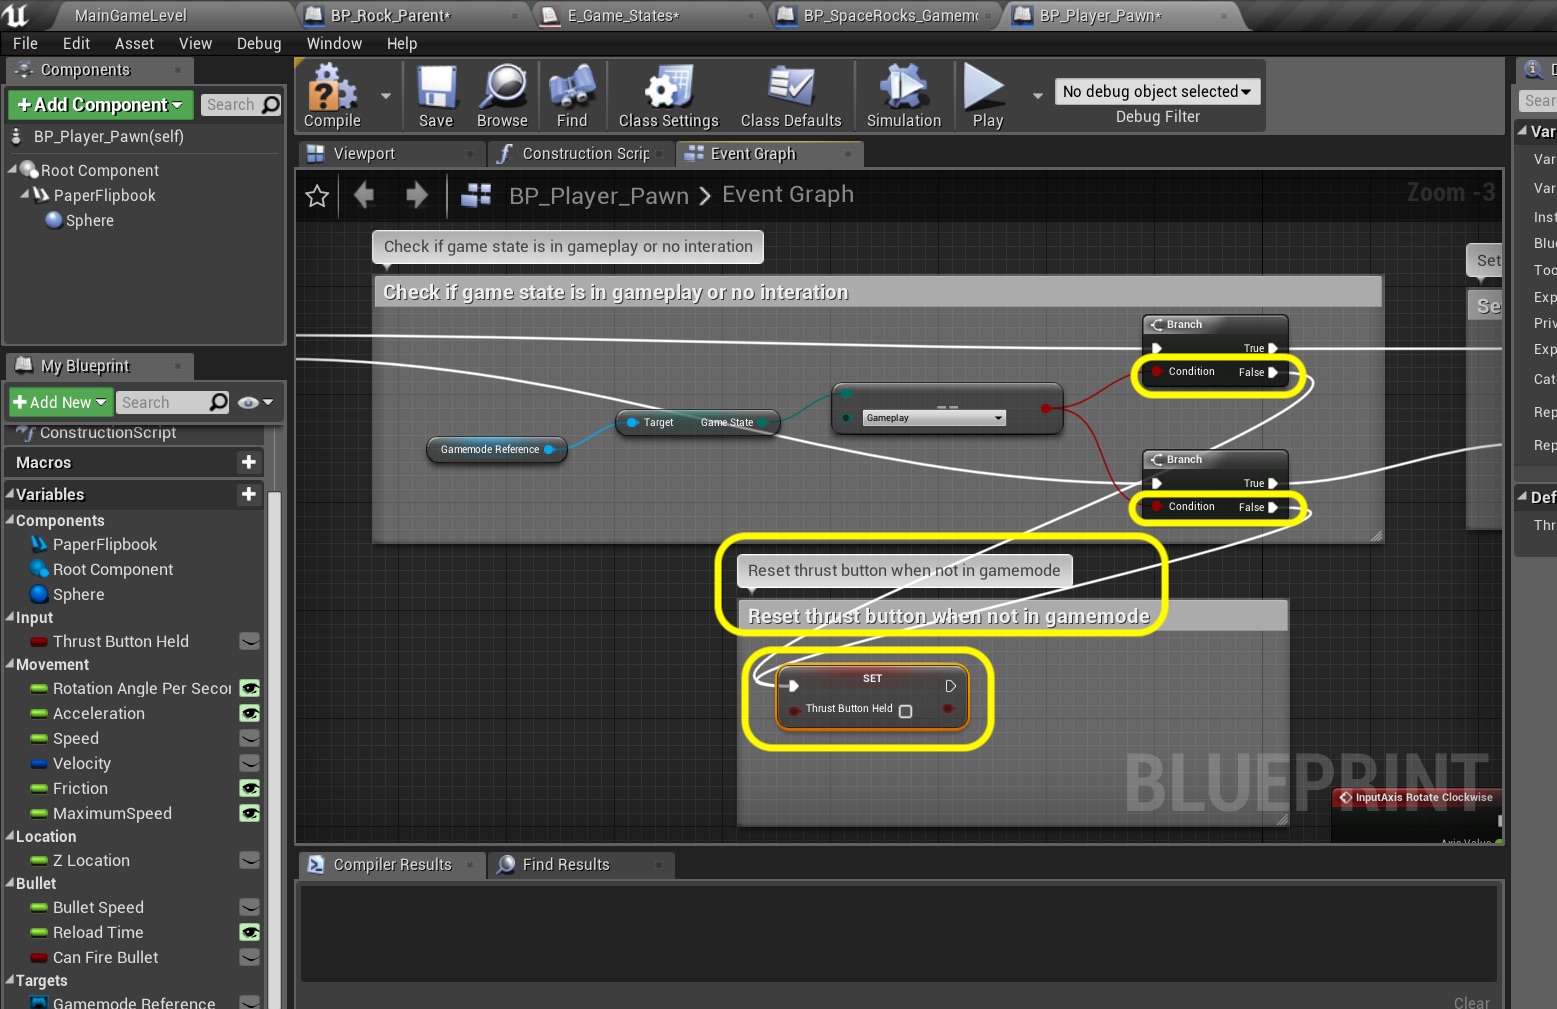 MainGameLevel
BP_Rock_Parent*
E_Game_States*
BP_SpaceRocks_Gamem
BP_Player_Pawn*
File Edit Asset View Debug Window Help
Components
+Add Component
Search
BP_Player_Pawn(self)
Root Component
PaperFlipbook
Sphere
Compile
Save
Browse
Find
Class Settings
Class Defaults
Simulation
Play
No debug object selected
Debug Filter
Viewport
Construction Scrip
Event Graph
BP_Player_Pawn > Event Graph
Zoom -3
Check if game state is in gameplay or no interation
Check if game state is in gameplay or no interation
Branch
True
Condition False
Gamemode Reference
Target Game State
==
Gameplay
Branch
True
Condition False
Reset thrust button when not in gamemode
Reset thrust button when not in gamemode
SET
Thrust Button Held
BLUEPRINT
InputAxis Rotate Clockwise
Axis Value
Set
Se
My Blueprint
+Add New
Search
ConstructionScript
Macros +
Variables +
Components
PaperFlipbook
Root Component
Sphere
Input
Thrust Button Held
Movement
Rotation Angle Per Secon
Acceleration
Speed
Velocity
Friction
MaximumSpeed
Location
Z Location
Bullet
Bullet Speed
Reload Time
Can Fire Bullet
Targets
Gamemode Reference
Compiler Results
Find Results
Clear
D
Sear
Var
Var
Var
Inst
Blu
Too
Exp
Priv
Exp
Cat
Rep
Rep
Def
Thr